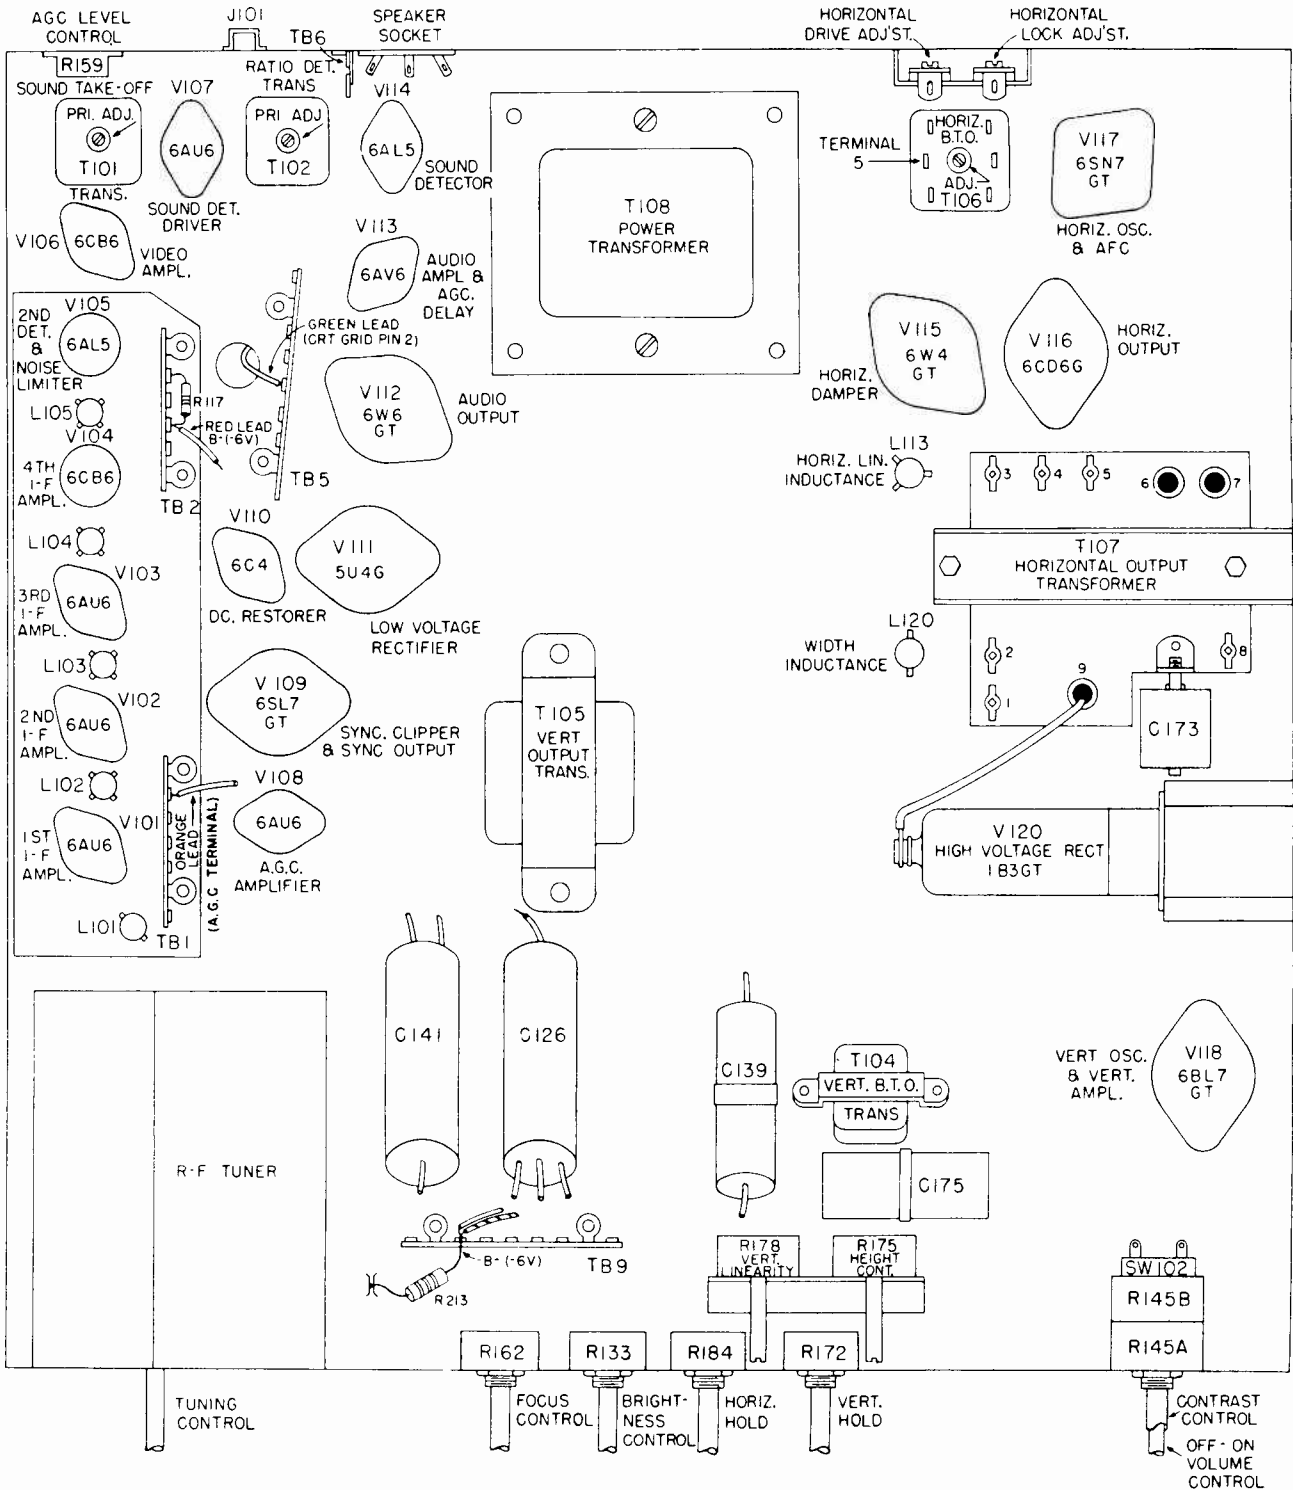 AGC LEVEL
CONTROL
R159
J101
TB6
SPEAKER
SOCKET
HORIZONTAL
DRIVE ADJ'ST.
HORIZONTAL
LOCK ADJ'ST.
SOUND TAKE-OFF
PRI. ADJ.
T101
TRANS.
V107
6AU6
SOUND DET.
DRIVER
RATIO DET.
TRANS
PRI ADJ
T102
V114
6AL5
SOUND
DETECTOR
T108
POWER
TRANSFORMER
TERMINAL
5
HORIZ.
B.T.O.
ADJ.
T106
V117
6SN7
GT
HORIZ. OSC.
& AFC
V106
6CB6
VIDEO
AMPL.
V113
6AV6
AUDIO
AMPL &
AGC.
DELAY
2ND
DET.
&
NOISE
LIMITER
V105
6AL5
GREEN LEAD
(CRT GRID PIN 2)
R117
RED LEAD
B-(-6V)
L105
V104
4TH
I-F
AMPL.
6CB6
TB2
TB5
V112
6W6
GT
AUDIO
OUTPUT
V115
6W4
GT
HORIZ.
DAMPER
V116
6CD6G
HORIZ.
OUTPUT
L113
HORIZ. LIN.
INDUCTANCE
3
4
5
6
7
T107
HORIZONTAL OUTPUT
TRANSFORMER
L104
V110
6C4
DC. RESTORER
V111
5U4G
LOW VOLTAGE
RECTIFIER
V103
3RD
I-F
AMPL.
6AU6
L120
WIDTH
INDUCTANCE
2
1
9
8
C173
L103
V102
2ND
I-F
AMPL.
6AU6
V109
6SL7
GT
SYNC. CLIPPER
& SYNC OUTPUT
T105
VERT
OUTPUT
TRANS.
L102
V101
1ST
I-F
AMPL.
6AU6
ORANGE
LEAD
(A.G.C TERMINAL)
V108
6AU6
A.G.C.
AMPLIFIER
V120
HIGH VOLTAGE RECT
1B3GT
L101
TB1
C141
C126
C139
T104
VERT. B.T.O.
TRANS
VERT OSC.
& VERT.
AMPL.
V118
6BL7
GT
R-F TUNER
C175
B-(-6V)
TB9
R213
R178
VERT.
LINEARITY
R175
HEIGHT
CONT.
SW102
R145B
R145A
R162
R133
R184
R172
TUNING
CONTROL
FOCUS
CONTROL
BRIGHT-
NESS
CONTROL
HORIZ.
HOLD
VERT.
HOLD
CONTRAST
CONTROL
OFF-ON
VOLUME
CONTROL